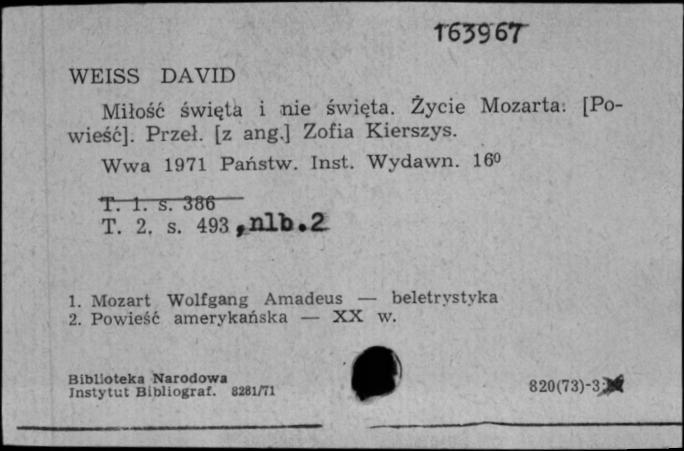 163967
WEISS DAVID
Miłość święta i nie święta. Życie Mozarta. [Po-
wieść]. Przeł. [z ang.] Zofia Kierszys.
Wwa 1971 Państw. Inst. Wydawn. 16⁰
T. 1. s. 386
T. 2. s. 493, nlb.2
1. Mozart Wolfgang Amadeus — beletrystyka
2. Powieść amerykańska — XX w.
Biblioteka Narodowa
Instytut Bibliograf. 8281/71
820(73)-3